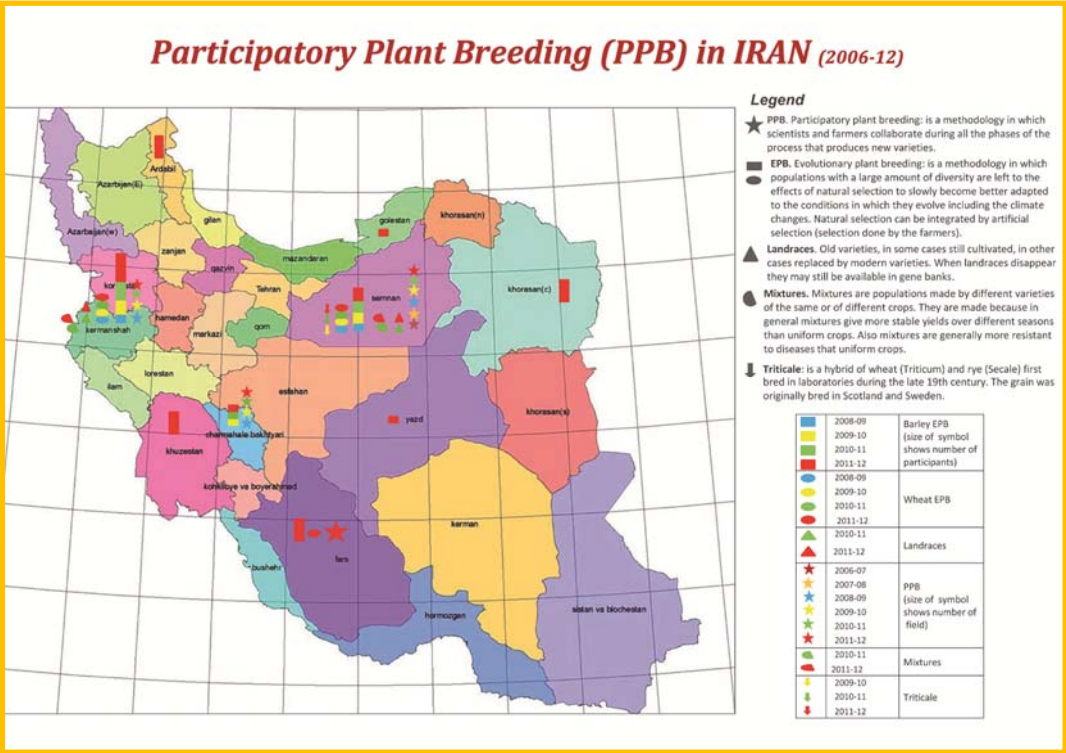 Participatory Plant Breeding (PPB) in IRAN (2006-12)
Legend
PPB. Participatory plant breeding: is a methodology in which
scientists and farmers collaborate during all the phases of the
process that produces new varieties.
EPB. Evolutionary plant breeding: is a methodology in which
populations with a large amount of diversity are left to the
effects of natural selection to slowly become better adapted
to the conditions in which they evolve including the climate
changes. Natural selection can be integrated by artificial
selection (selection done by the farmers).
Landraces. Old varieties, in some cases still cultivated, in other
cases replaced by modern varieties. When landraces disappear
they may still be available in gene banks.
Mixtures. Mixtures are populations made by different varieties
of the same or of different crops. They are made because in
general mixtures give more stable yields over different seasons
than uniform crops. Also mixtures are generally more resistant
to diseases that uniform crops.
Triticale: is a hybrid of wheat (Triticum) and rye (Secale) first
bred in laboratories during the late 19th century. The grain was
originally bred in Scotland and Sweden.
2008-09
2009-10
2010-11
2011-12
Barley EPB
(size of symbol
shows number of
participants)
2008-09
2009-10
2010-11
2011-12
Wheat EPB
2010-11
2011-12
Landraces
2006-07
2007-08
2008-09
2009-10
2010-11
2011-12
PPB
(size of symbol
shows number of
field)
2010-11
2011-12
Mixtures
2009-10
2010-11
2011-12
Triticale
Ardabil
Azarbijan(E)
gilan
Azarbaijan(w)
zanjan
golestan
khorasan(n)
mazandaran
qazvin
Tehran
semnan
khorasan(c)
hamedan
markazi
qom
kermanshah
lorestan
ilam
esfahan
yazd
khorasan(s)
charmahale bakhtyari
khuzestan
kohkiloye va boyerahmad
kerman
fars
bushehr
hormozgan
sistan va blochestan